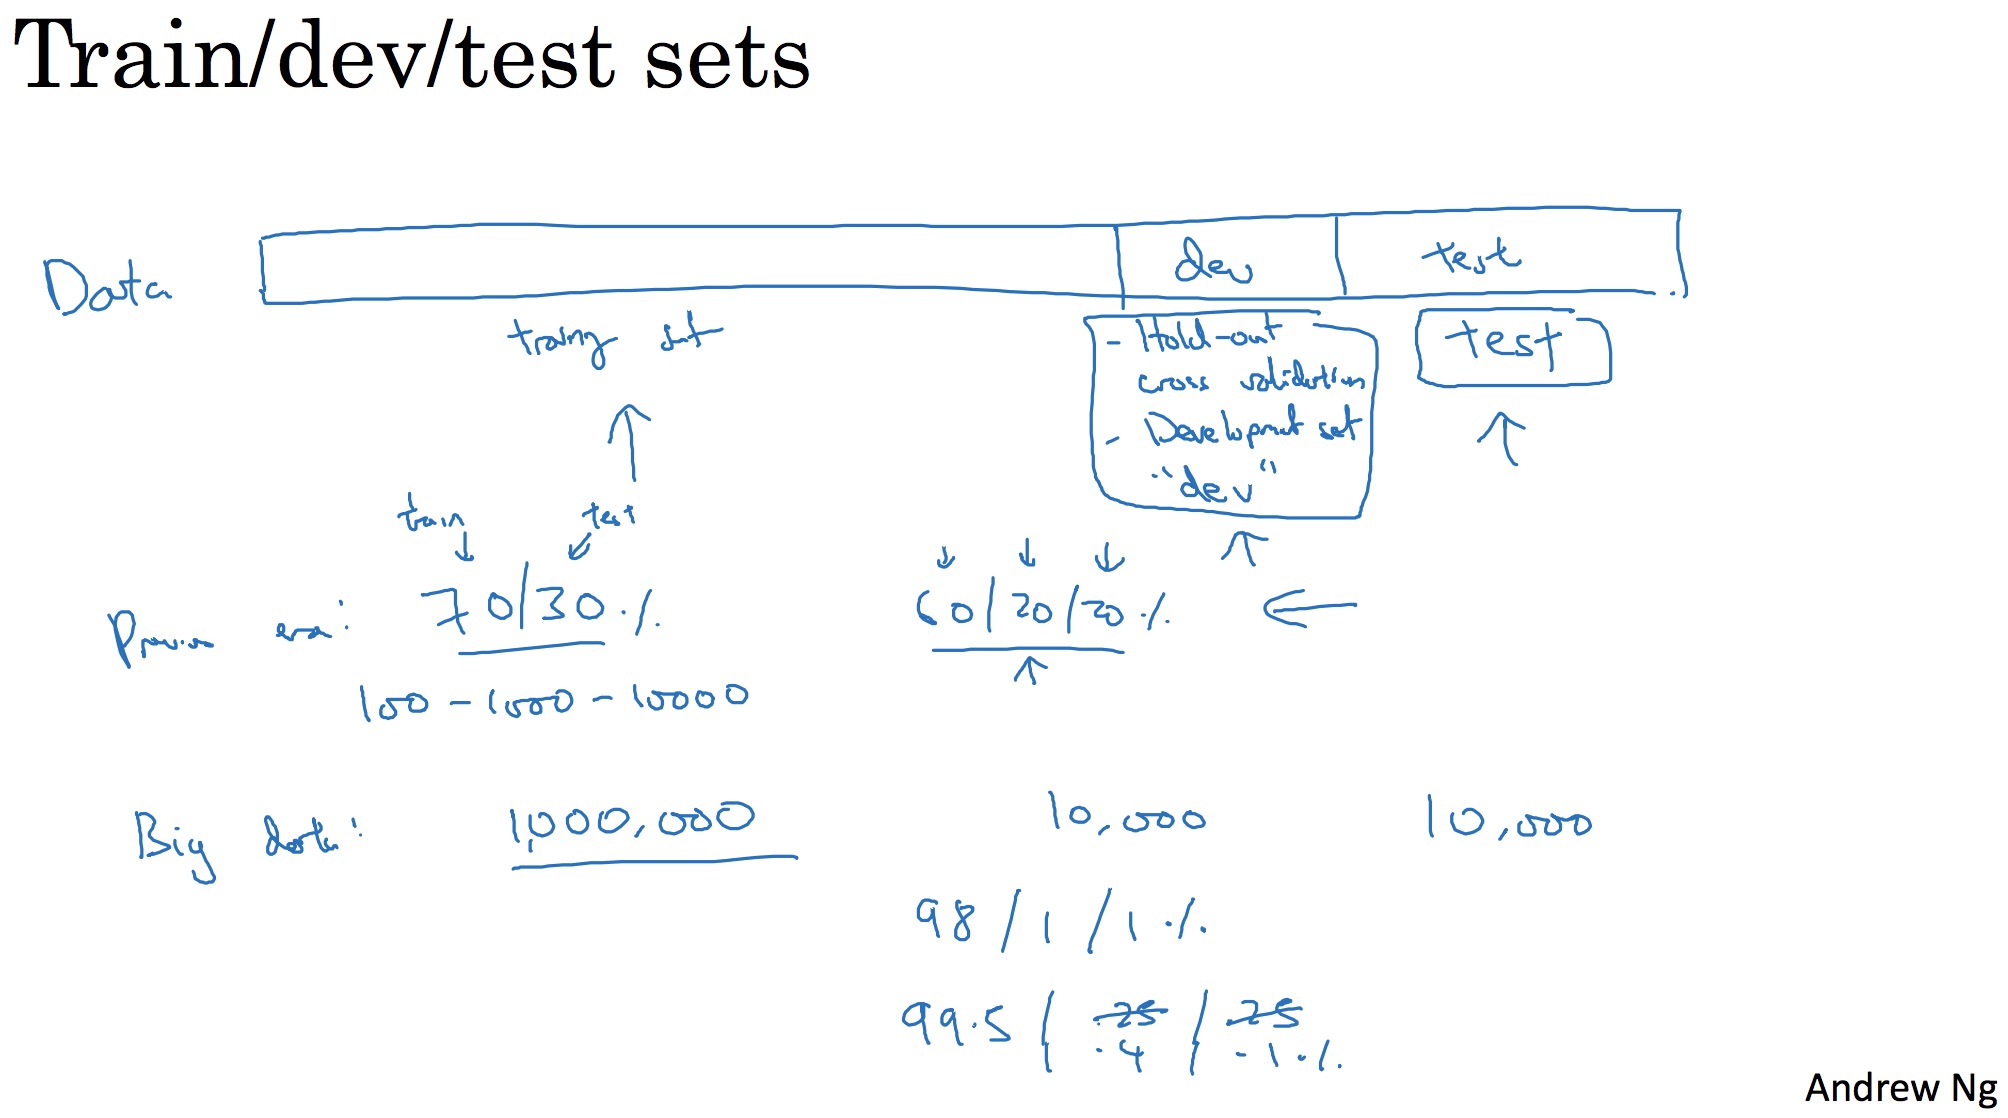 Train/dev/test sets
Data
dev
test
training set
- Hold-out
cross validation
- Development set
"dev"
test
train
test
Previous era:
70/30 %
60/20/20 %
100 - 1000 - 10000
Big data:
1,000,000
10,000
10,000
98/1/1 %
99.5 / .25 / .25
.4
.1 %
Andrew Ng